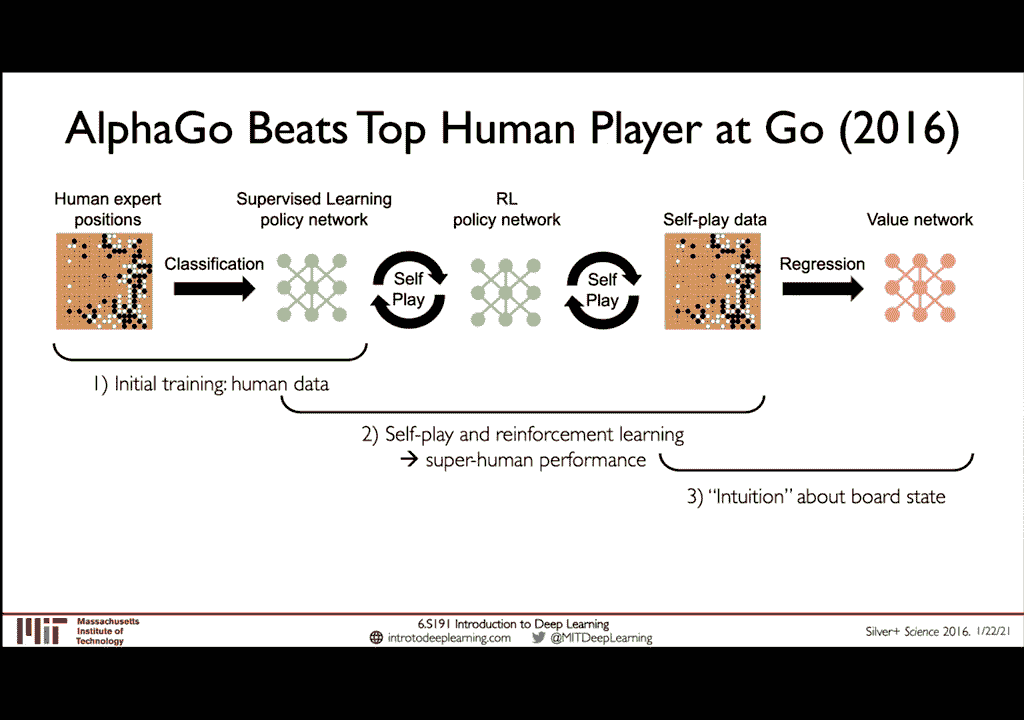 AlphaGo Beats Top Human Player at Go (2016)
Human expert
positions
Supervised Learning
policy network
RL
policy network
Self-play data
Value network
Classification
Self
Play
Self
Play
Regression
1) Initial training: human data
2) Self-play and reinforcement learning
→ super-human performance
3) “Intuition” about board state
Massachusetts
Institute of
Technology
6.S191 Introduction to Deep Learning
introtodeeplearning.com @MITDeepLearning
Silver+ Science 2016. 1/22/21